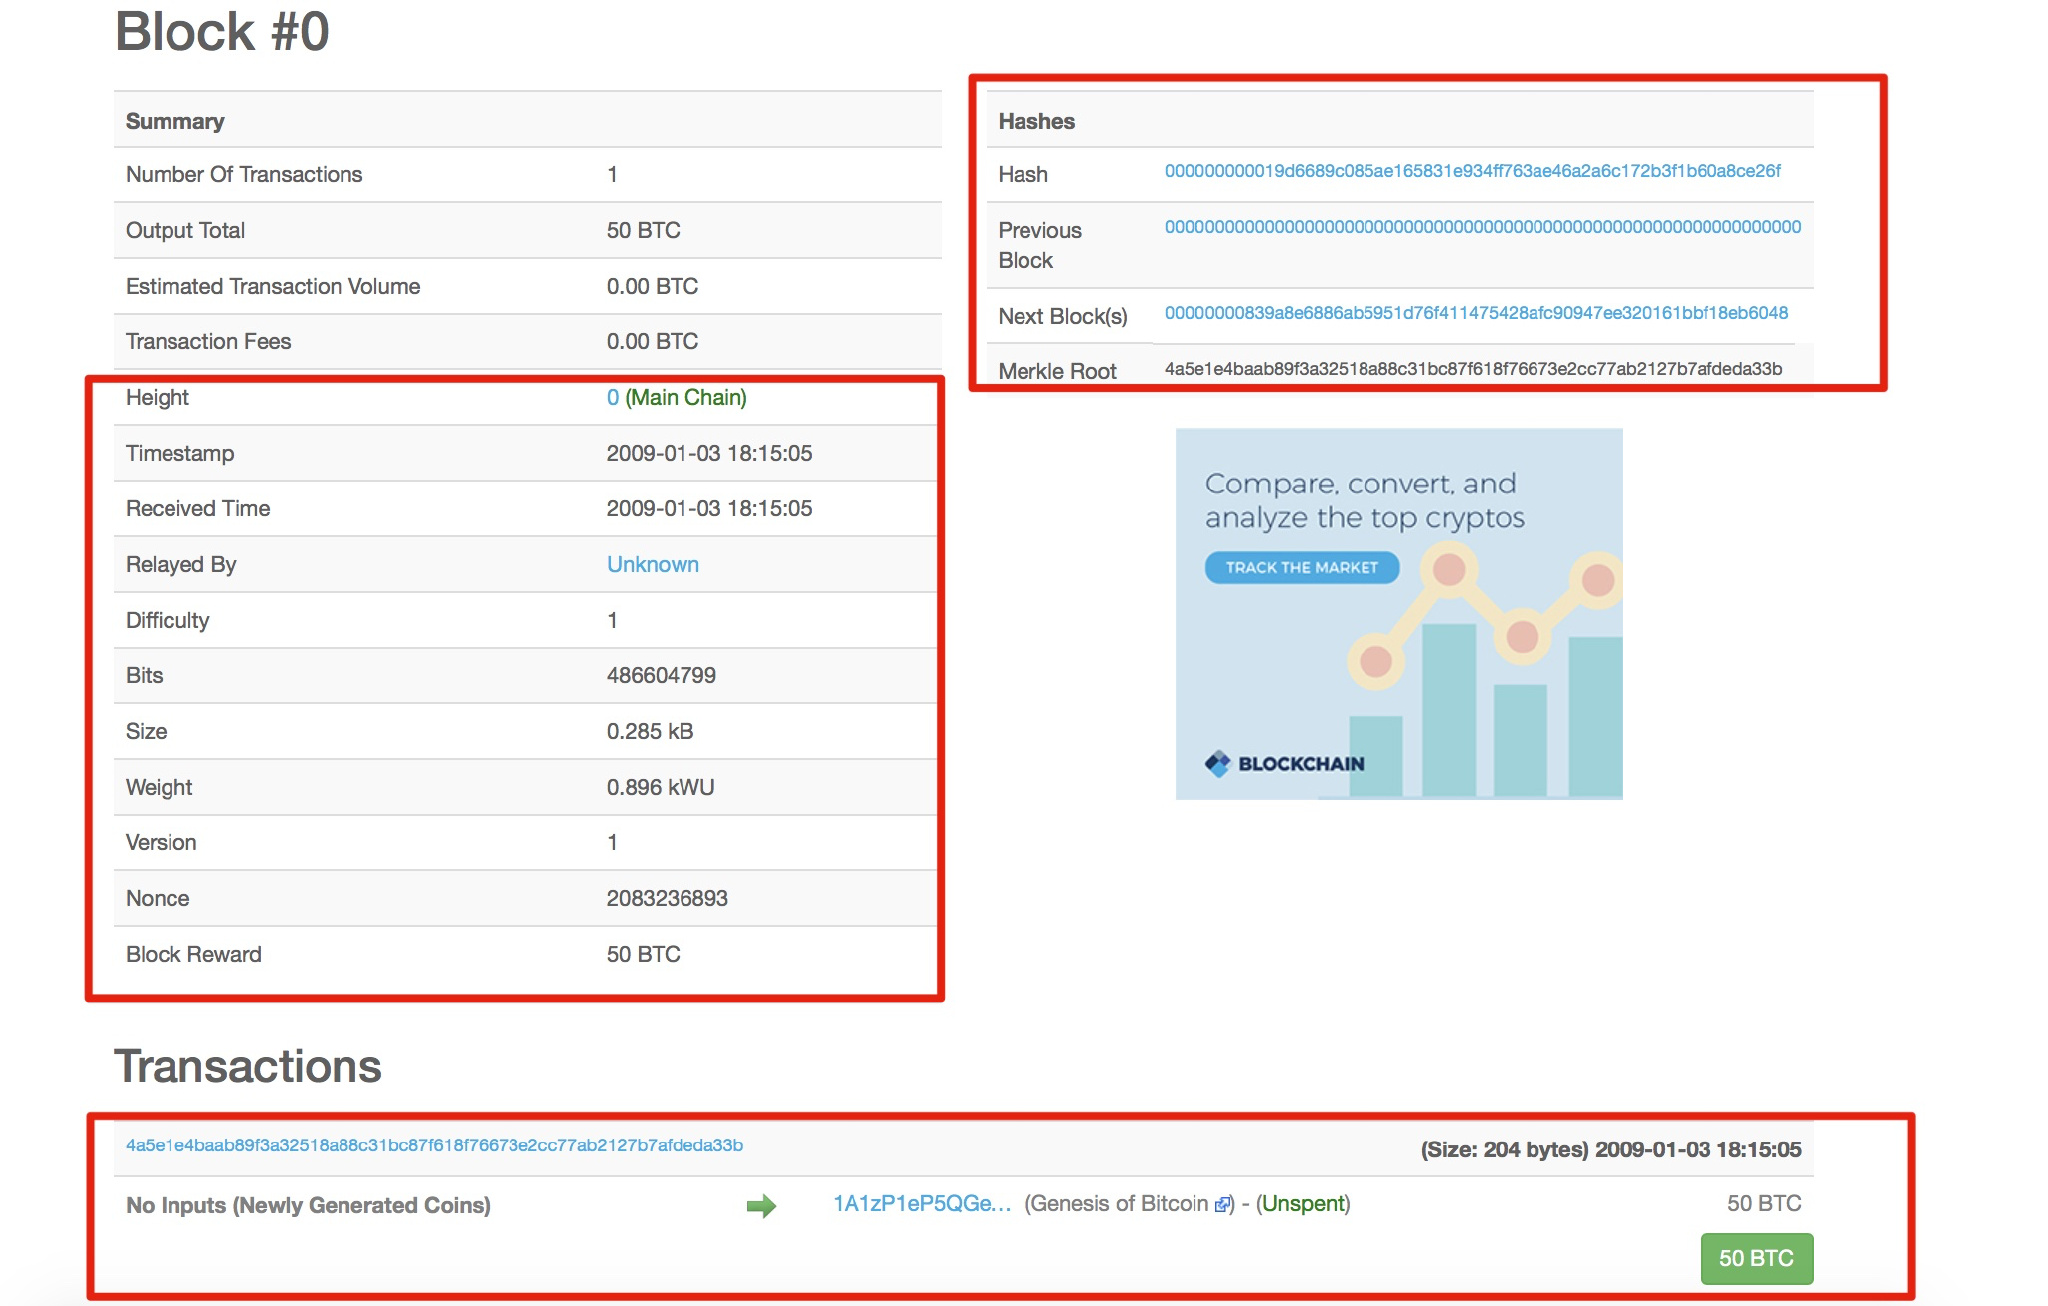 Block #0
Summary
Number Of Transactions 1
Output Total 50 BTC
Estimated Transaction Volume 0.00 BTC
Transaction Fees 0.00 BTC
Height 0 (Main Chain)
Timestamp 2009-01-03 18:15:05
Received Time 2009-01-03 18:15:05
Relayed By Unknown
Difficulty 1
Bits 486604799
Size 0.285 kB
Weight 0.896 kWU
Version 1
Nonce 2083236893
Block Reward 50 BTC
Hashes
Hash 000000000019d6689c085ae165831e934ff763ae46a2a6c172b3f1b60a8ce26f
Previous 0000000000000000000000000000000000000000000000000000000000000000
Block
Next Block(s) 00000000839a8e6886ab5951d76f411475428afc90947ee320161bbf18eb6048
Merkle Root 4a5e1e4baab89f3a32518a88c31bc87f618f76673e2cc77ab2127b7afdeda33b
Compare, convert, and
analyze the top cryptos
TRACK THE MARKET
BLOCKCHAIN
Transactions
4a5e1e4baab89f3a32518a88c31bc87f618f76673e2cc77ab2127b7afdeda33b (Size: 204 bytes) 2009-01-03 18:15:05
No Inputs (Newly Generated Coins) 1A1zP1eP5QGe... (Genesis of Bitcoin) - (Unspent) 50 BTC
50 BTC